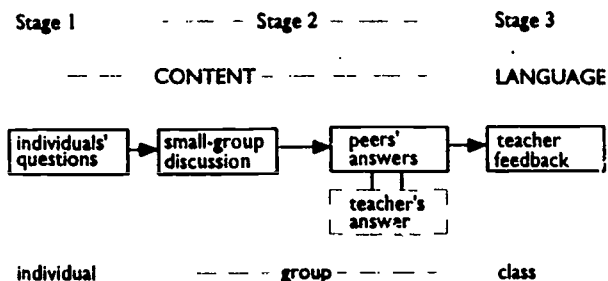 Stage 1 Stage 2 Stage 3
CONTENT LANGUAGE
individuals' small-group peers' teacher
questions discussion answers feedback
teacher's
answer
individual group class